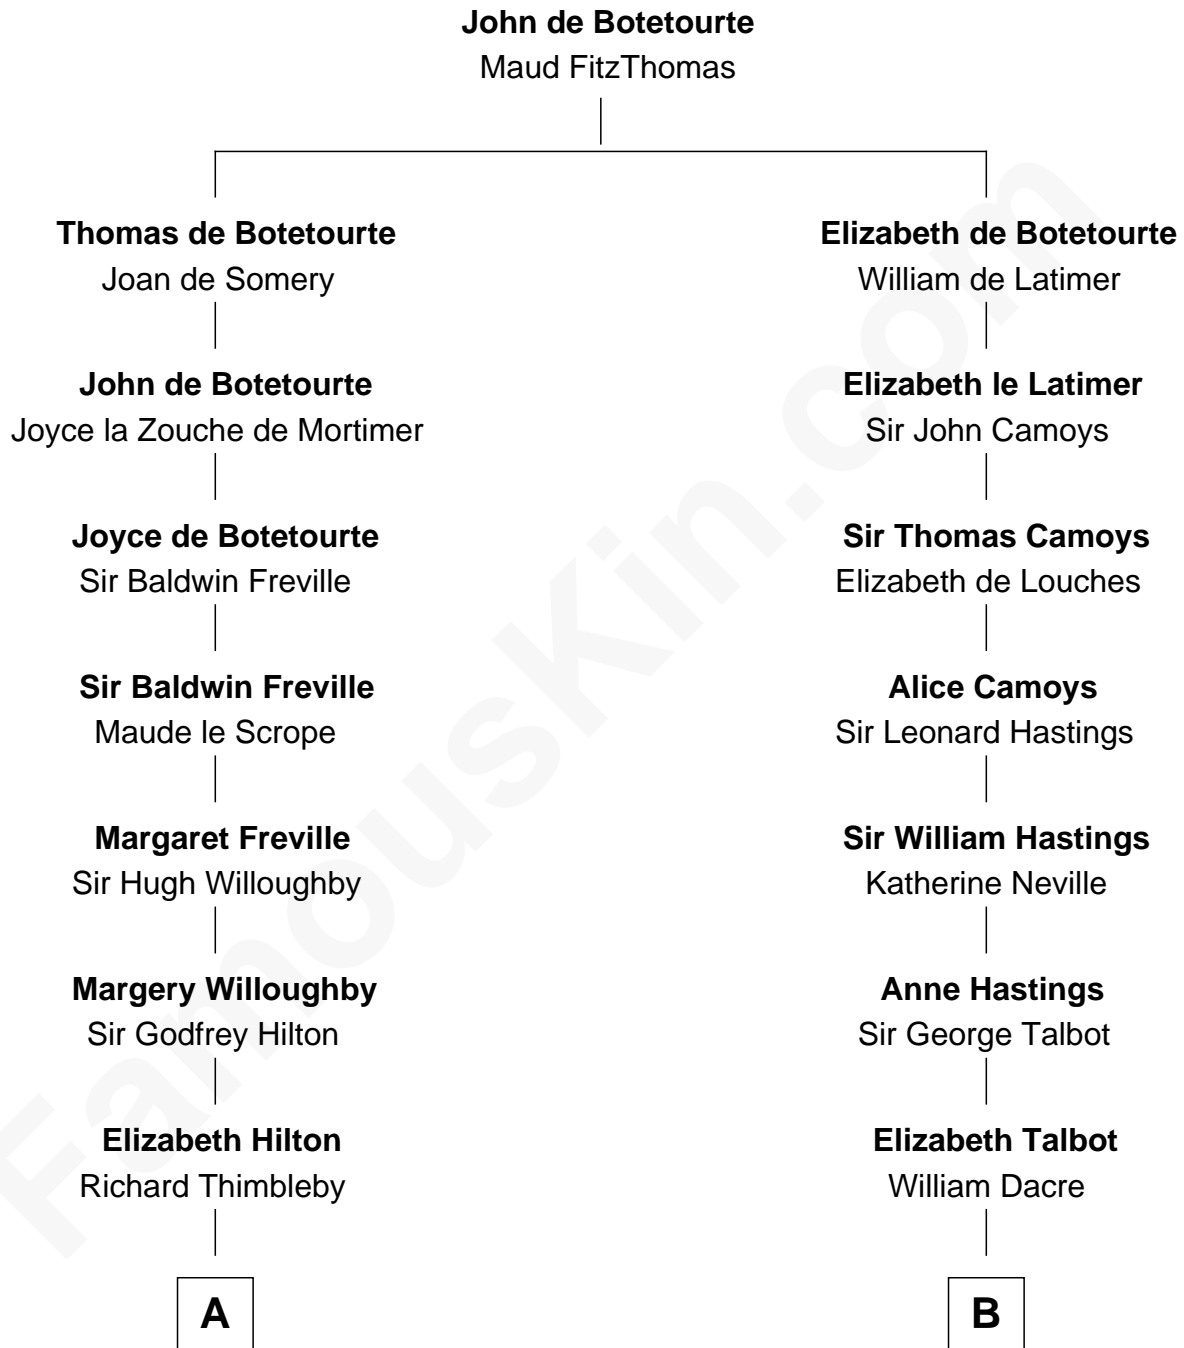 John de Botetourte
Maud FitzThomas
Thomas de Botetourte
Joan de Somery
John de Botetourte
Joyce la Zouche de Mortimer
Joyce de Botetourte
Sir Baldwin Freville
Sir Baldwin Freville
Maude le Scrope
Margaret Freville
Sir Hugh Willoughby
Margery Willoughby
Sir Godfrey Hilton
Elizabeth Hilton
Richard Thimbleby
A
Elizabeth de Botetourte
William de Latimer
Elizabeth le Latimer
Sir John Camoys
Sir Thomas Camoys
Elizabeth de Louches
Alice Camoys
Sir Leonard Hastings
Sir William Hastings
Katherine Neville
Anne Hastings
Sir George Talbot
Elizabeth Talbot
William Dacre
B
FamousKin.com